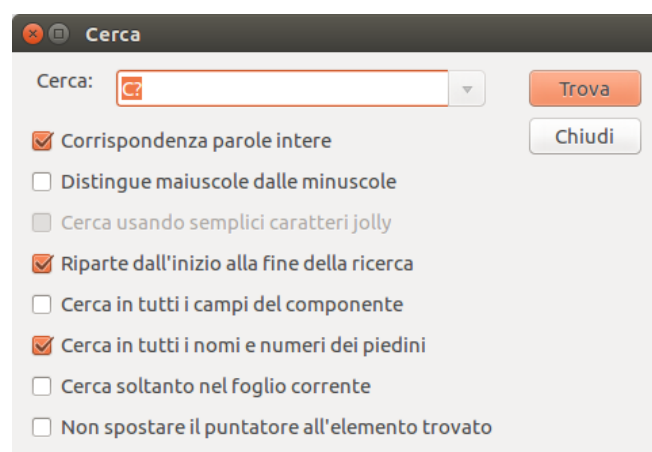 Cerca
Cerca: C? Trova
Corrispondenza parole intere Chiudi
Distingue maiuscole dalle minuscole
Cerca usando semplici caratteri jolly
Riparte dall'inizio alla fine della ricerca
Cerca in tutti i campi del componente
Cerca in tutti i nomi e numeri dei piedini
Cerca soltanto nel foglio corrente
Non spostare il puntatore all'elemento trovato